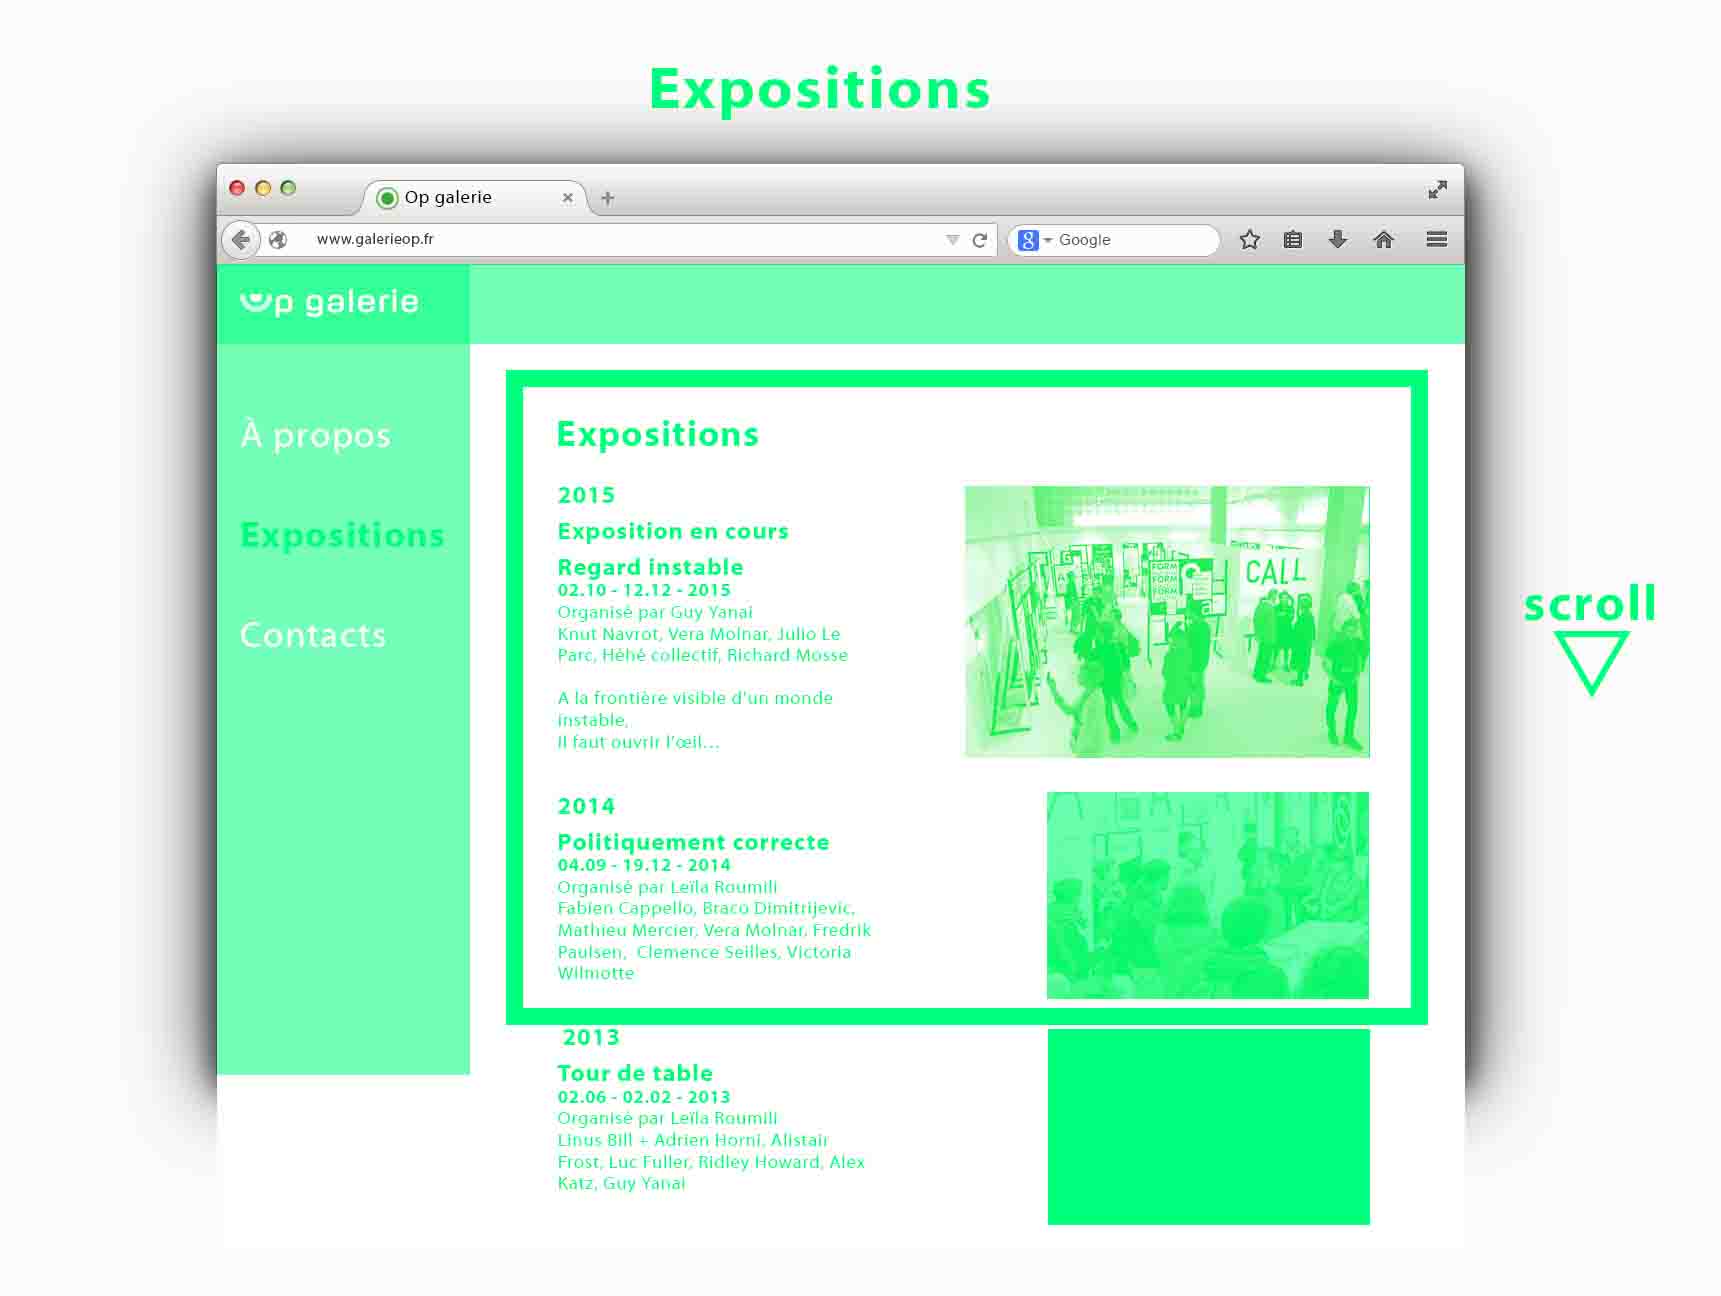 Expositions
Op galerie
www.galerieop.fr
Google
Op galerie
À propos
Expositions
Contacts
Expositions
2015
Exposition en cours
Regard instable
02.10 - 12.12 - 2015
Organisé par Guy Yanai
Knut Navrot, Vera Molnar, Julio Le
Parc, Héhé collectif, Richard Mosse
A la frontière visible d'un monde
instable,
il faut ouvrir l'œil...
FORM
FORM
FORM
CALL
2014
Politiquement correcte
04.09 - 19.12 - 2014
Organisé par Leïla Roumili
Fabien Cappello, Braco Dimitrijevic,
Mathieu Mercier, Vera Molnar, Fredrik
Paulsen,  Clemence Seilles, Victoria
Wilmotte
2013
Tour de table
02.06 - 02.02 - 2013
Organisé par Leïla Roumili
Linus Bill + Adrien Horni, Alistair
Frost, Luc Fuller, Ridley Howard, Alex
Katz, Guy Yanai
scroll